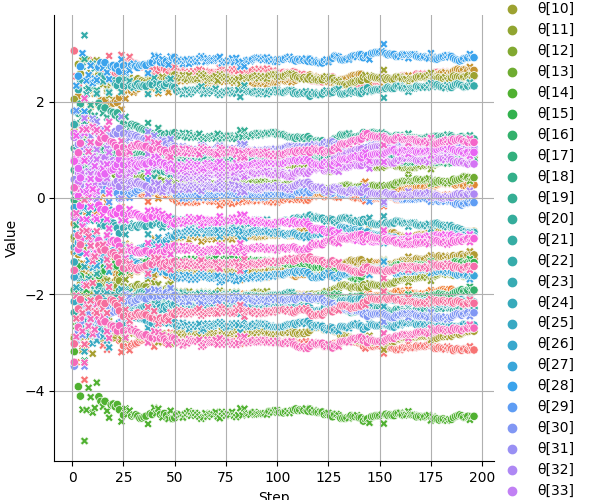 θ[10]
θ[11]
θ[12]
θ[13]
θ[14]
θ[15]
θ[16]
θ[17]
θ[18]
θ[19]
θ[20]
θ[21]
θ[22]
θ[23]
θ[24]
θ[25]
θ[26]
θ[27]
θ[28]
θ[29]
θ[30]
θ[31]
θ[32]
θ[33]
Value
2
0
−2
−4
0 25 50 75 100 125 150 175 200
Step